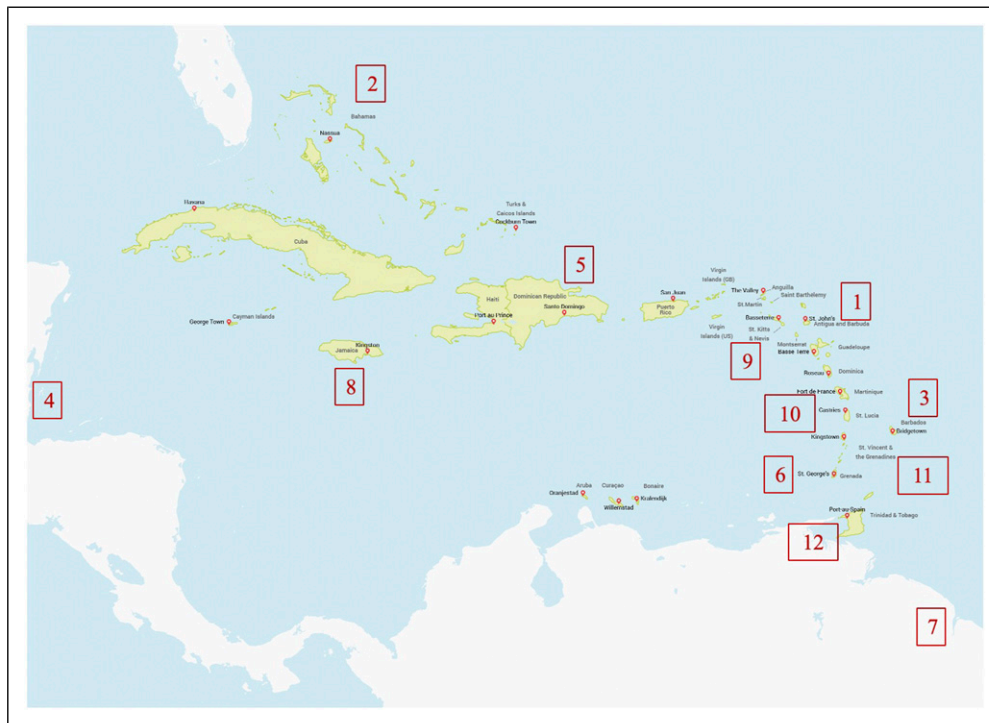 2
Bahamas
Nassua
Havana
Turks &
Caicos Islands
Cockburn Town
Cuba
5
Virgin
Islands (GB)
The Valley
Anguilla
Saint Barthelemy
Haiti
Dominican Republic
San Juan
St.Martin
1
Santo Domingo
Puerto
Rico
George Town
Cayman Islands
Port au Prince
Virgin
Islands (US)
Basseterre
St. Kitts
& Nevis
St. John's
Antigua and Barbuda
Kingston
Jamaica
8
9
Montserrat
Basse Terre
Guadeloupe
Roseau
Dominica
4
Fort de France
Martinique
3
10
Castries
St. Lucia
Barbados
Bridgetown
Kingstown
St. Vincent &
the Grenadines
6
St. George's
Grenada
11
Aruba
Curaçao
Bonaire
Oranjestad
Willemstad
Kralendijk
Port-au-Spain
Trinidad & Tobago
12
7